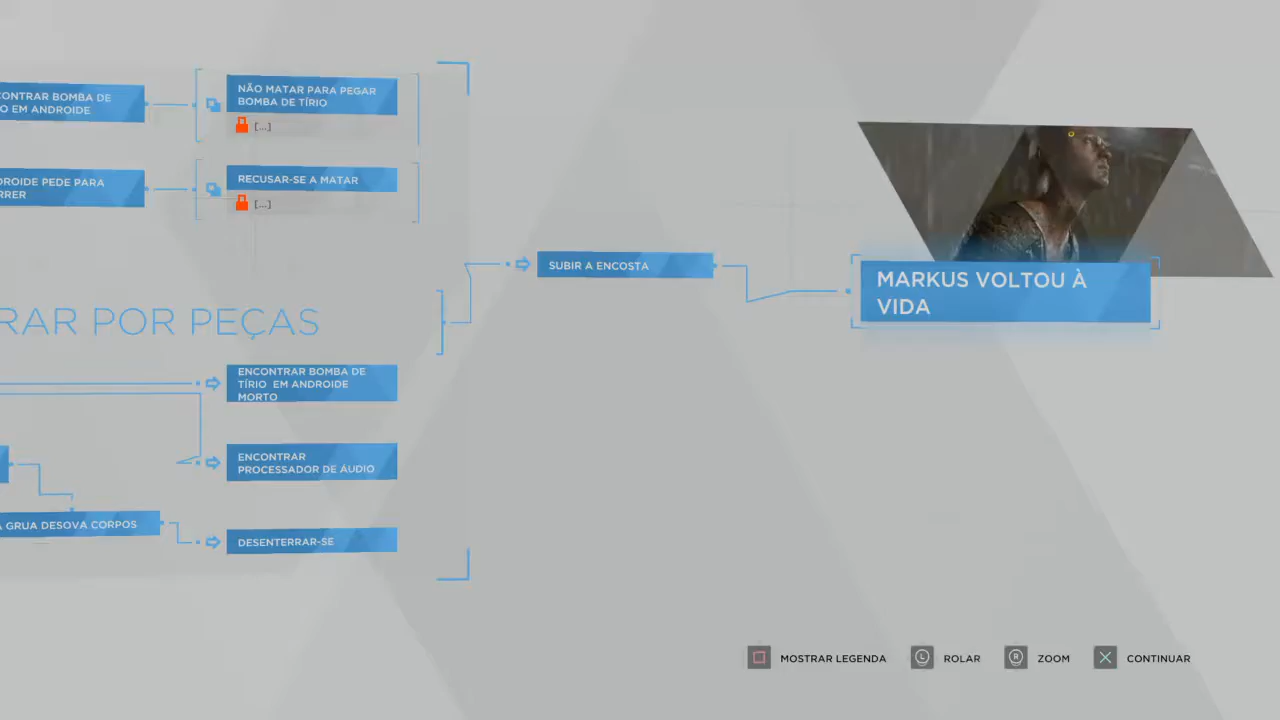 CONTRAR BOMBA DE
O EM ANDROIDE
NÃO MATAR PARA PEGAR
BOMBA DE TÍRIO
[...]
DROIDE PEDE PARA
RRER
RECUSAR-SE A MATAR
[...]
SUBIR A ENCOSTA
MARKUS VOLTOU À
VIDA
RAR POR PEÇAS
ENCONTRAR BOMBA DE
TÍRIO EM ANDROIDE
MORTO
ENCONTRAR
PROCESSADOR DE ÁUDIO
A GRUA DESOVA CORPOS
DESENTERRAR-SE
MOSTRAR LEGENDA
L
ROLAR
R
ZOOM
CONTINUAR